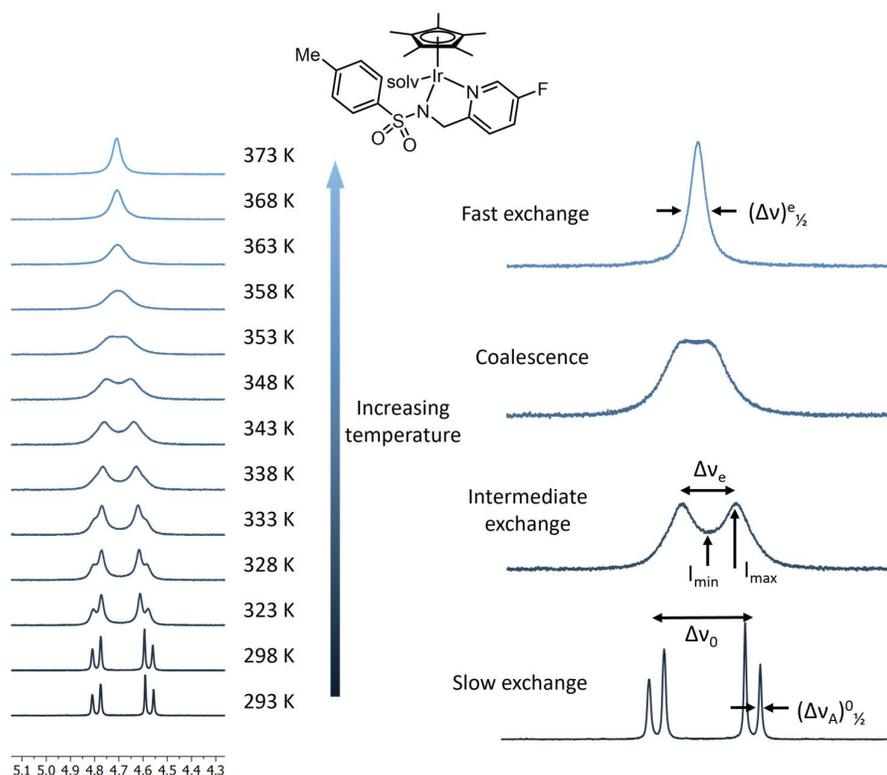 Me
solv
Ir
N
F
S
N
O
O
373 K
368 K
363 K
358 K
353 K
348 K
343 K
338 K
333 K
328 K
323 K
298 K
293 K
5.1 5.0 4.9 4.8 4.7 4.6 4.5 4.4 4.3
Increasing
temperature
Fast exchange
(Δν)ᵉ½
Coalescence
Intermediate
exchange
Δνₑ
Iₘᵢₙ
Iₘₐₓ
Slow exchange
Δν₀
(Δν_A)⁰½